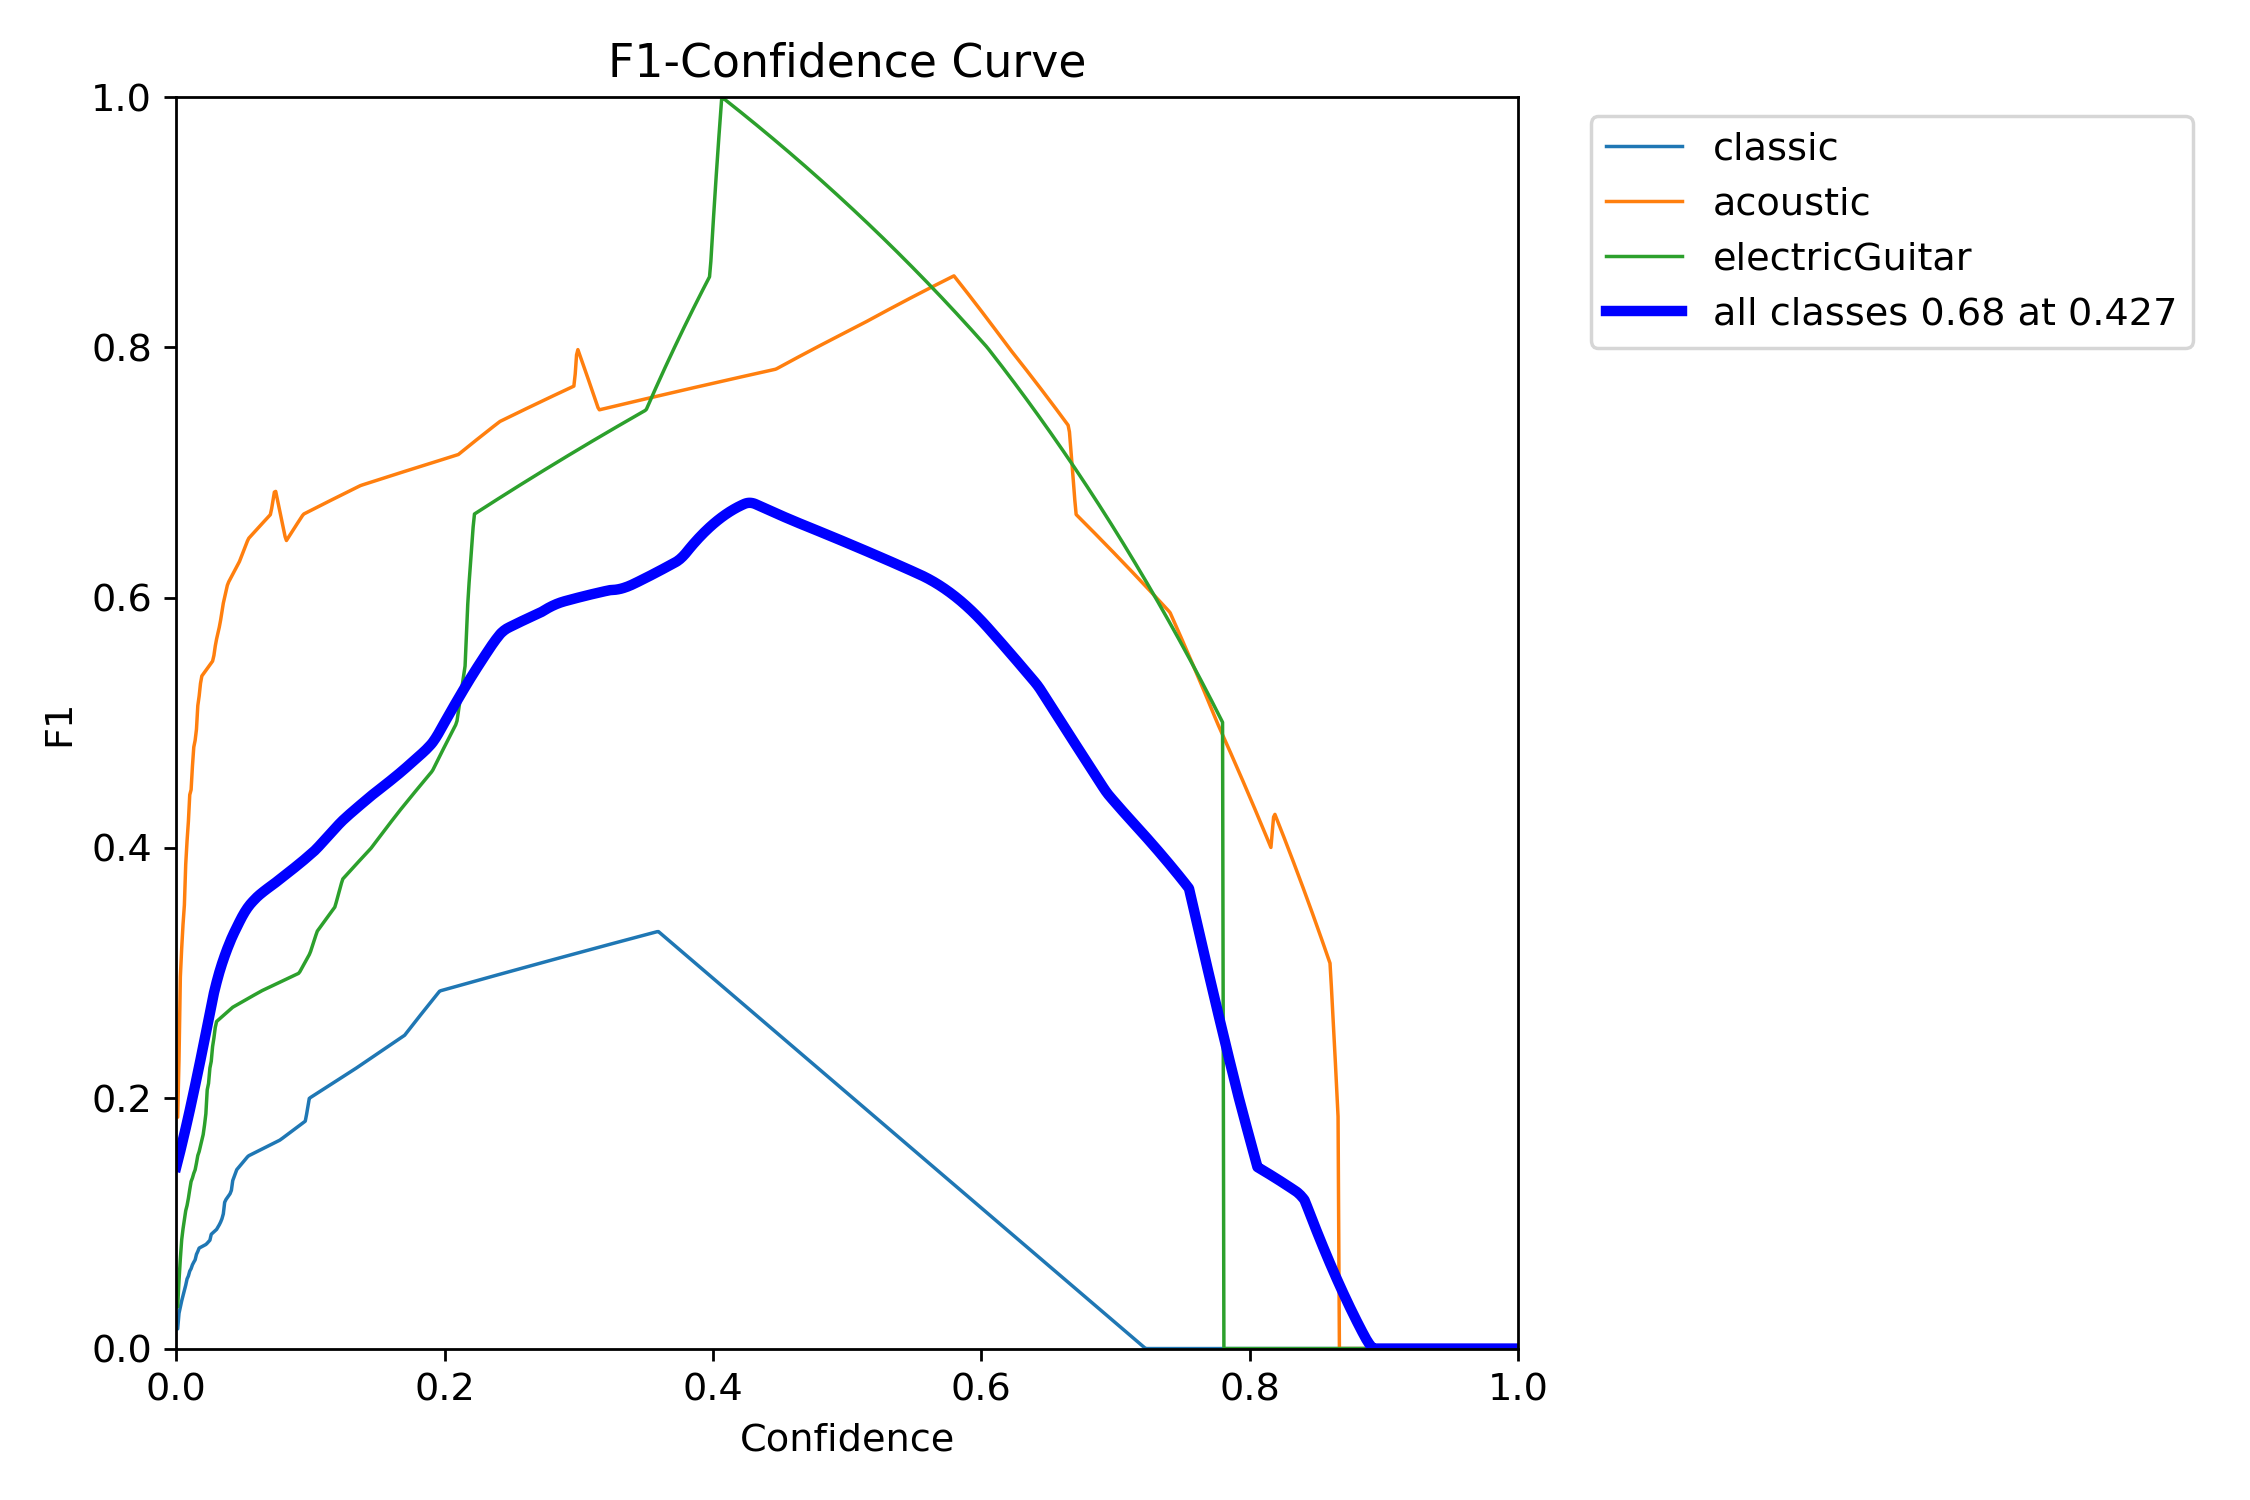 F1-Confidence Curve
1.0
0.8
0.6
0.4
0.2
0.0
F1
0.0 0.2 0.4 0.6 0.8 1.0
Confidence
classic
acoustic
electricGuitar
all classes 0.68 at 0.427